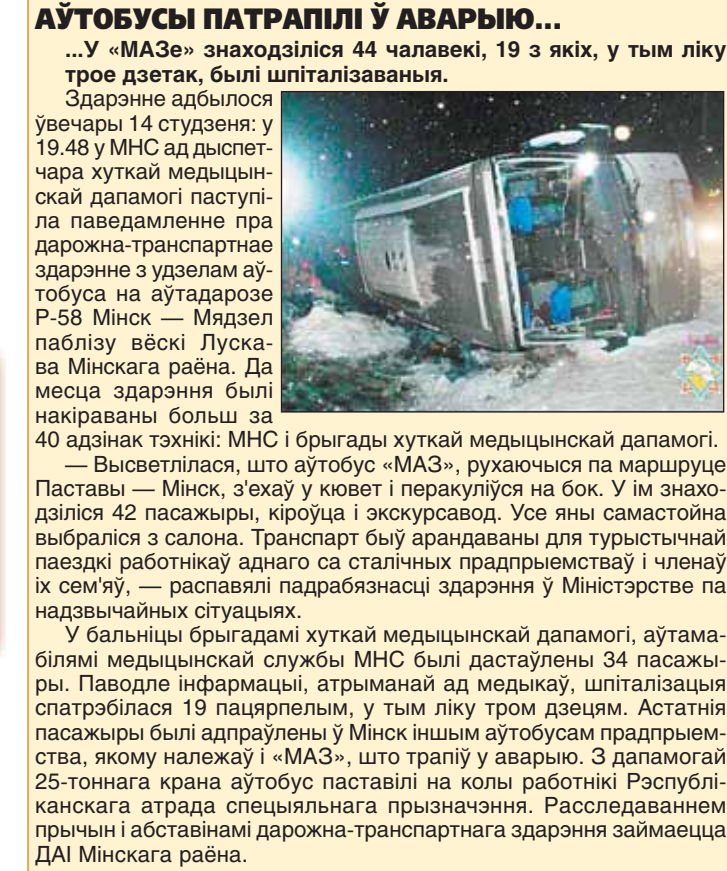 АЎТОБУСЫ ПАТРАПІЛІ Ў АВАРЫЮ...
...У «МАЗе» знаходзіліся 44 чалавекі, 19 з якіх, у тым ліку
трое дзетак, былі шпіталізаваныя.
Здарэнне адбылося
ўвечары 14 студзеня: у
19.48 у МНС ад дыспет-
чара хуткай медыцын-
скай дапамогі паступі-
ла паведамленне пра
дарожна-транспартнае
здарэнне з удзелам аў-
тобуса на аўтадарозе
Р-58 Мінск — Мядзел
паблізу вёскі Луска-
ва Мінскага раёна. Да
месца здарэння былі
накіраваны больш за
40 адзінак тэхнікі: МНС і брыгады хуткай медыцынскай дапамогі.
— Высветлілася, што аўтобус «МАЗ», рухаючыся па маршруце
Паставы — Мінск, з'ехаў у кювет і перакуліўся на бок. У ім знахо-
дзіліся 42 пасажыры, кіроўца і экскурсавод. Усе яны самастойна
выбраліся з салона. Транспарт быў арандаваны для турыстычнай
паездкі работнікаў аднаго са сталічных прадпрыемстваў і членаў
іх сем'яў, — распавялі падрабязнасці здарэння ў Міністэрстве па
надзвычайных сітуацыях.
У бальніцы брыгадамі хуткай медыцынскай дапамогі, аўтама-
білямі медыцынскай службы МНС былі дастаўлены 34 пасажы-
ры. Паводле інфармацыі, атрыманай ад медыкаў, шпіталізацыя
спатрэбілася 19 пацярпелым, у тым ліку тром дзецям. Астатнія
пасажыры былі адпраўлены ў Мінск іншым аўтобусам прадпрыем-
ства, якому належаў і «МАЗ», што трапіў у аварыю. З дапамогай
25-тоннага крана аўтобус паставілі на колы работнікі Рэспублі-
канскага атрада спецыяльнага прызначэння. Расследаваннем
прычын і абставінамі дарожна-транспартнага здарэння займаецца
ДАІ Мінскага раёна.